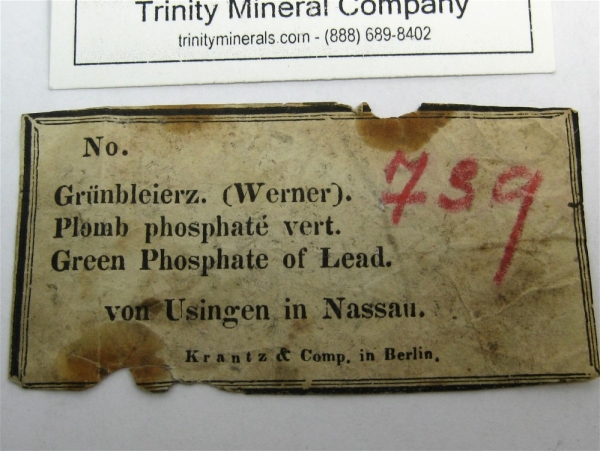 Trinity Mineral Company
trinityminerals.com - (888) 689-8402
No.
739
Grünbleierz. (Werner).
Plomb phosphaté vert.
Green Phosphate of Lead.
von Usingen in Nassau.
Krantz & Comp. in Berlin.